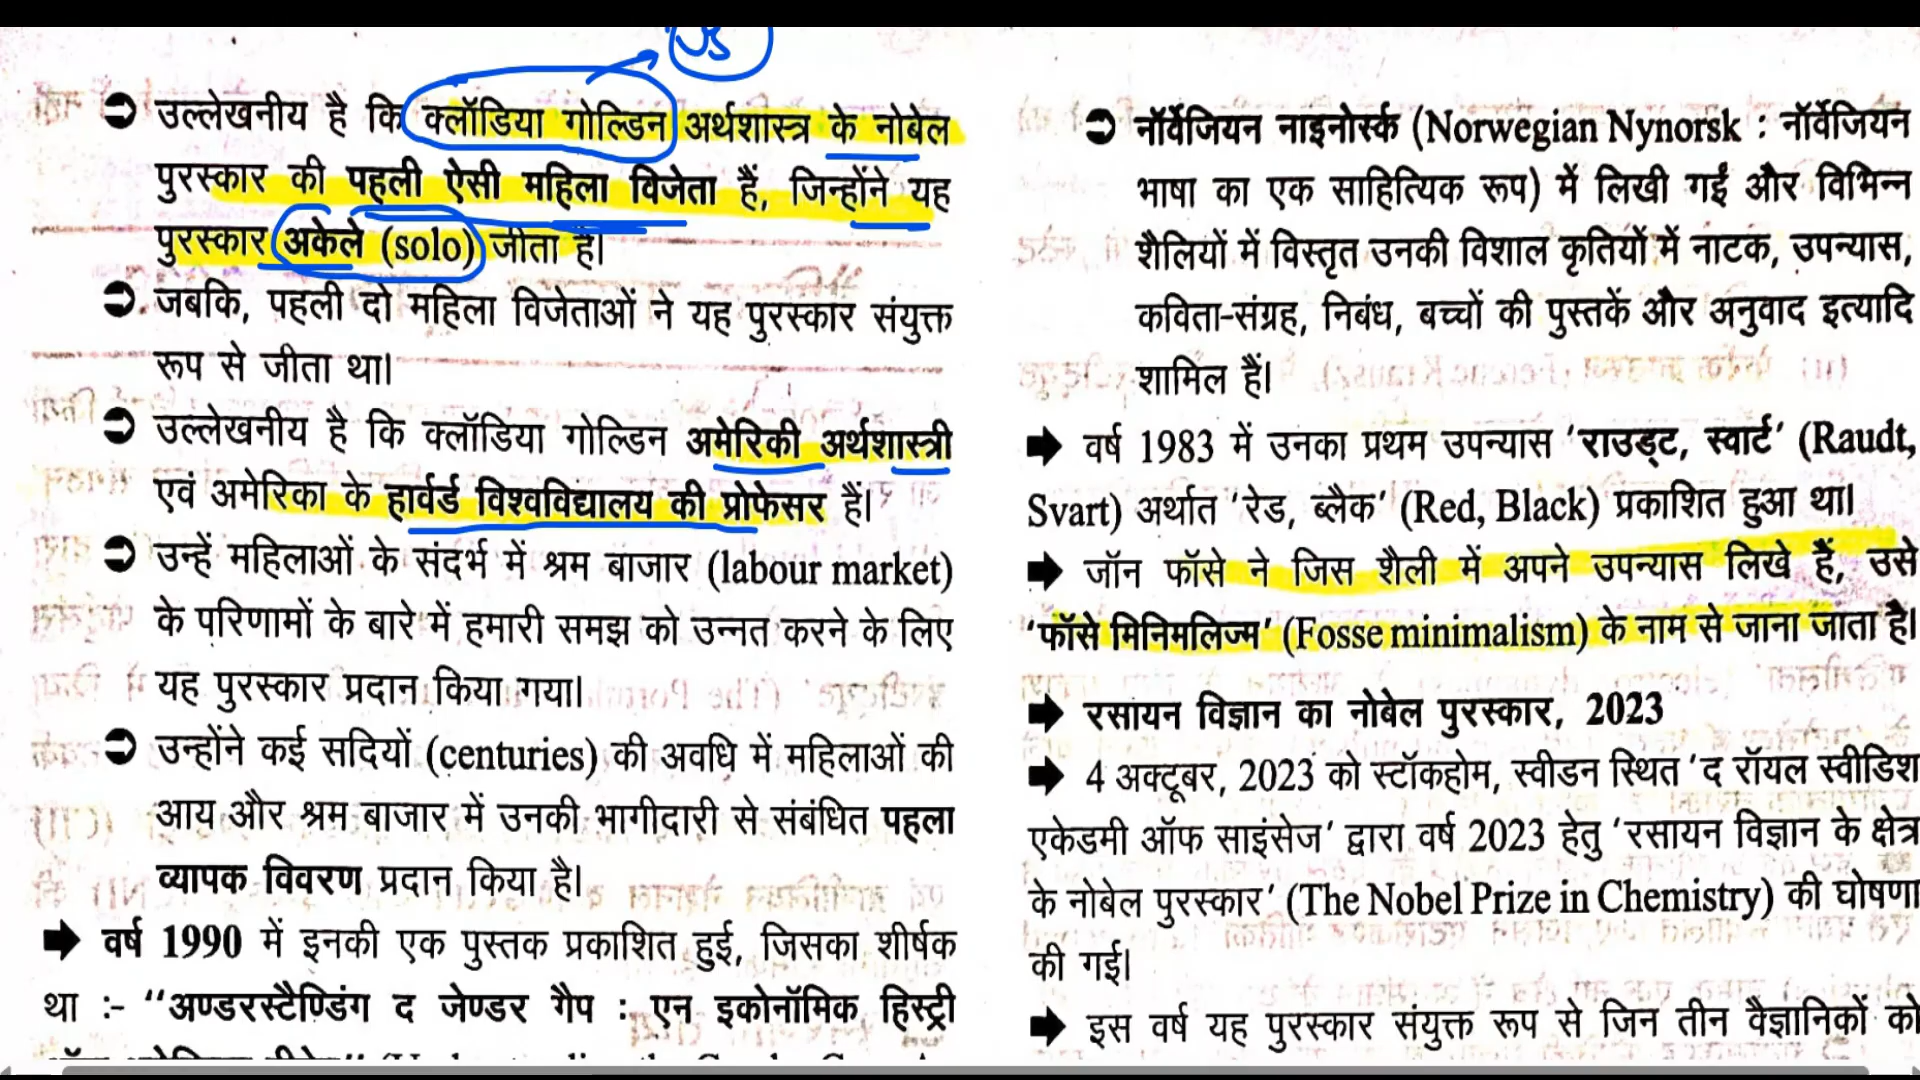 US
➲ उल्लेखनीय है कि क्लॉडिया गोल्डिन अर्थशास्त्र के नोबेल
पुरस्कार की पहली ऐसी महिला विजेता हैं, जिन्होंने यह
पुरस्कार अकेले (solo) जीता है।
➲ जबकि, पहली दो महिला विजेताओं ने यह पुरस्कार संयुक्त
रूप से जीता था।
➲ उल्लेखनीय है कि क्लॉडिया गोल्डिन अमेरिकी अर्थशास्त्री
एवं अमेरिका के हार्वर्ड विश्वविद्यालय की प्रोफेसर हैं।
➲ उन्हें महिलाओं के संदर्भ में श्रम बाजार (labour market)
के परिणामों के बारे में हमारी समझ को उन्नत करने के लिए
यह पुरस्कार प्रदान किया गया।
➲ उन्होंने कई सदियों (centuries) की अवधि में महिलाओं की
आय और श्रम बाजार में उनकी भागीदारी से संबंधित पहला
व्यापक विवरण प्रदान किया है।
➡ वर्ष 1990 में इनकी एक पुस्तक प्रकाशित हुई, जिसका शीर्षक
था :- “अण्डरस्टैण्डिंग द जेण्डर गैप : एन इकोनॉमिक हिस्ट्री
➲ नॉर्वेजियन नाइनोर्स्क (Norwegian Nynorsk : नॉर्वेजियन
भाषा का एक साहित्यिक रूप) में लिखी गईं और विभिन्न
शैलियों में विस्तृत उनकी विशाल कृतियों में नाटक, उपन्यास,
कविता-संग्रह, निबंध, बच्चों की पुस्तकें और अनुवाद इत्यादि
शामिल हैं।
➡ वर्ष 1983 में उनका प्रथम उपन्यास ‘राउड्ट, स्वार्ट’ (Raudt,
Svart) अर्थात ‘रेड, ब्लैक’ (Red, Black) प्रकाशित हुआ था।
➡ जॉन फॉसे ने जिस शैली में अपने उपन्यास लिखे हैं, उसे
‘फॉसे मिनिमलिज्म’ (Fosse minimalism) के नाम से जाना जाता है।
➡ रसायन विज्ञान का नोबेल पुरस्कार, 2023
➡ 4 अक्टूबर, 2023 को स्टॉकहोम, स्वीडन स्थित ‘द रॉयल स्वीडिश
एकेडमी ऑफ साइंसेज’ द्वारा वर्ष 2023 हेतु ‘रसायन विज्ञान के क्षेत्र
के नोबेल पुरस्कार’ (The Nobel Prize in Chemistry) की घोषणा
की गई।
➡ इस वर्ष यह पुरस्कार संयुक्त रूप से जिन तीन वैज्ञानिकों को